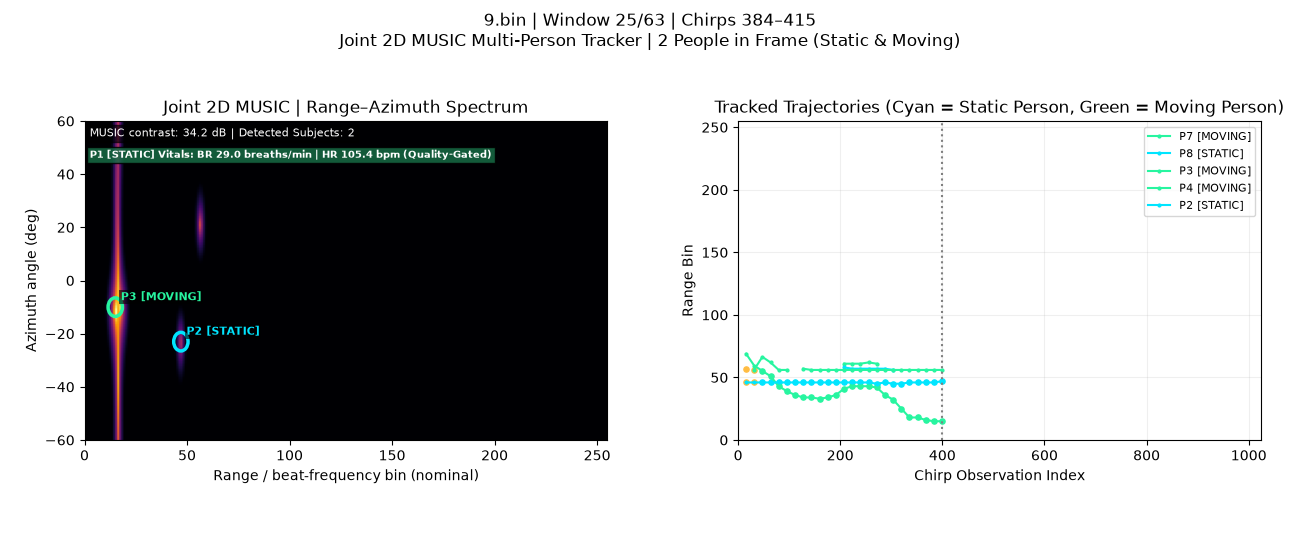 9.bin | Window 25/63 | Chirps 384–415
Joint 2D MUSIC Multi-Person Tracker | 2 People in Frame (Static & Moving)
Joint 2D MUSIC | Range–Azimuth Spectrum
MUSIC contrast: 34.2 dB | Detected Subjects: 2
P1 [STATIC] Vitals: BR 29.0 breaths/min | HR 105.4 bpm (Quality-Gated)
P3 [MOVING]
P2 [STATIC]
60
40
20
0
−20
−40
−60
Azimuth angle (deg)
0
50
100
150
200
250
Range / beat-frequency bin (nominal)
Tracked Trajectories (Cyan = Static Person, Green = Moving Person)
P7 [MOVING]
P8 [STATIC]
P3 [MOVING]
P4 [MOVING]
P2 [STATIC]
250
200
150
100
50
0
Range Bin
0
200
400
600
800
1000
Chirp Observation Index